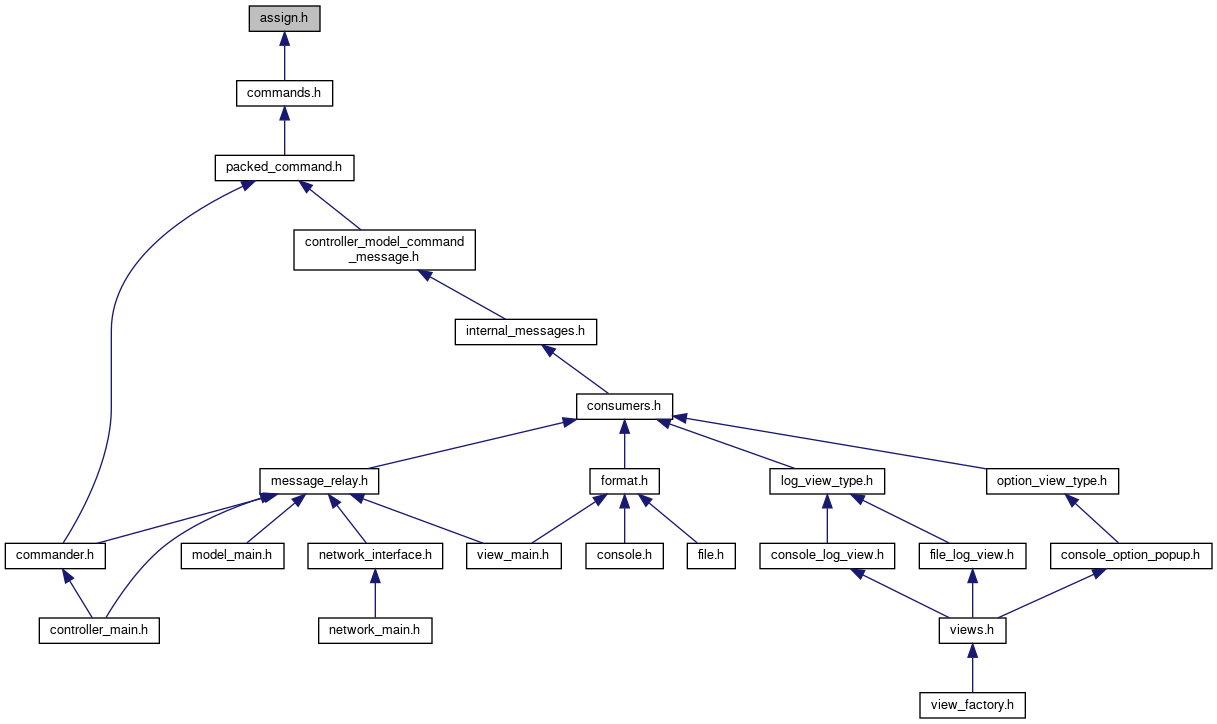 assign.h
commands.h
packed_command.h
controller_model_command
_message.h
internal_messages.h
consumers.h
message_relay.h
format.h
log_view_type.h
option_view_type.h
commander.h
model_main.h
network_interface.h
view_main.h
console.h
file.h
console_log_view.h
file_log_view.h
console_option_popup.h
controller_main.h
network_main.h
views.h
view_factory.h